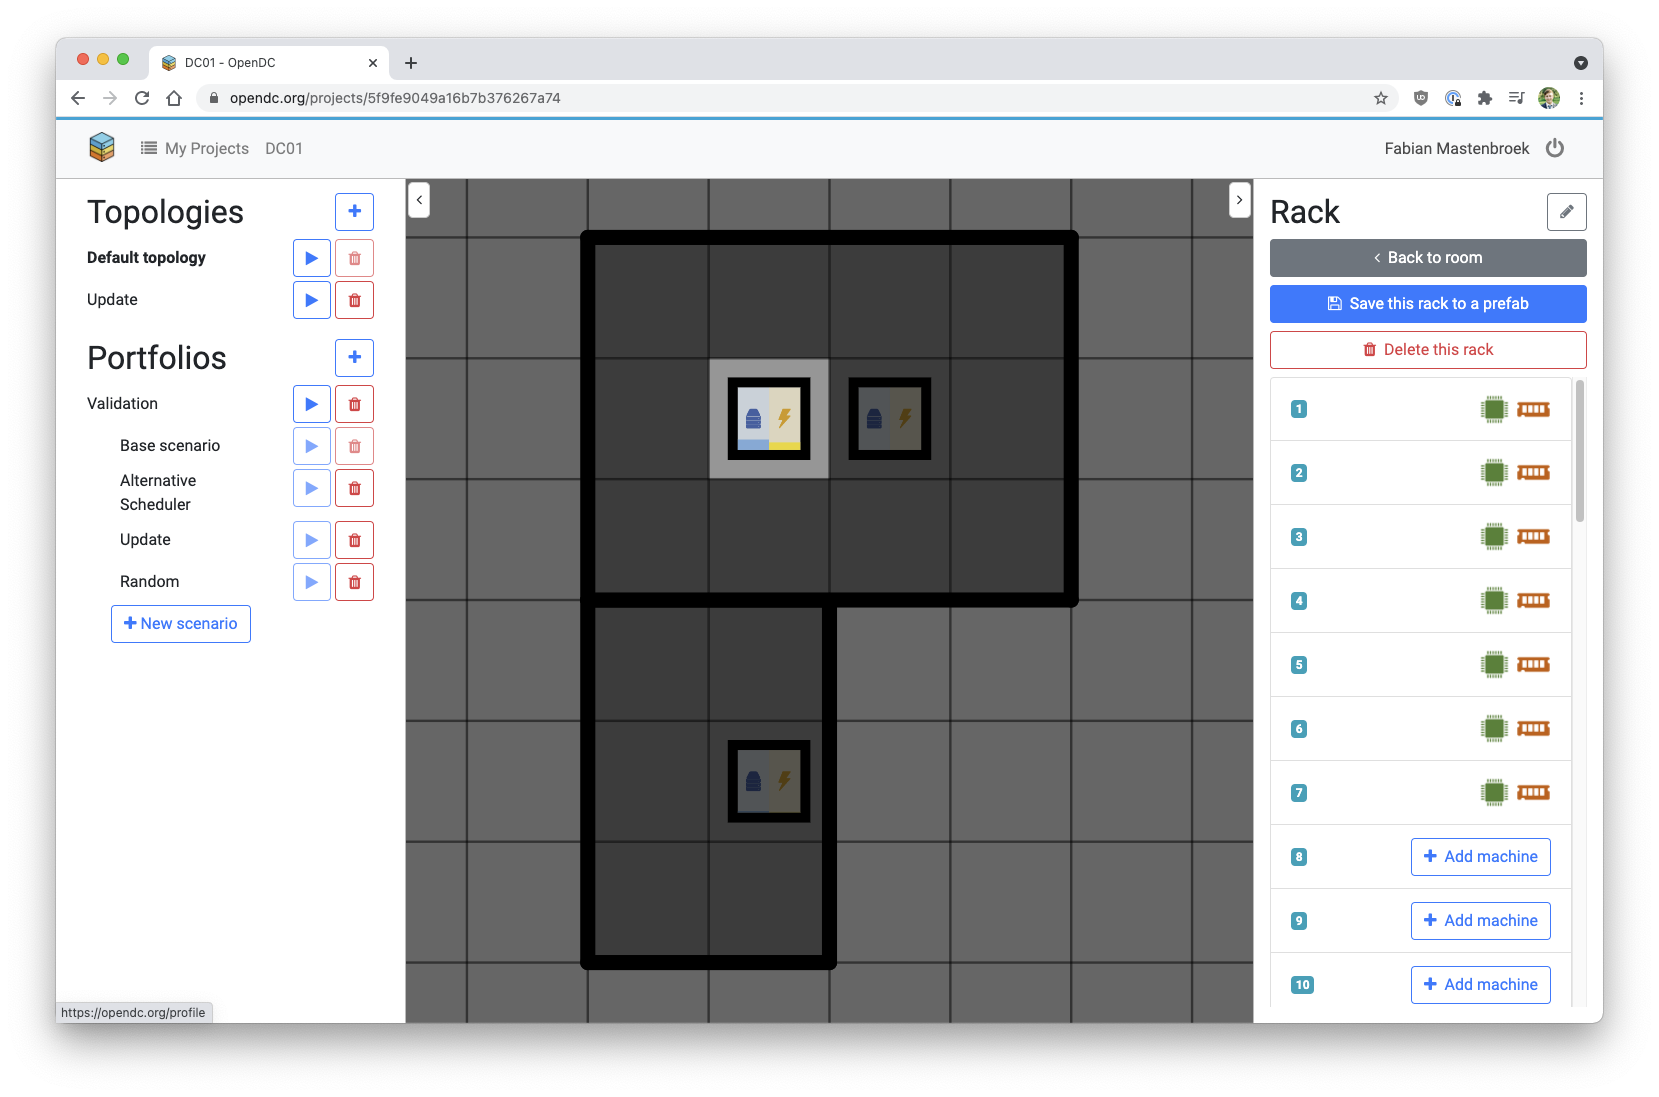 DC01 - OpenDC
opendc.org/projects/5f9fe9049a16b7b376267a74
My Projects
DC01
Fabian Mastenbroek
Topologies
Default topology
Update
Portfolios
Validation
Base scenario
Alternative
Scheduler
Update
Random
New scenario
https://opendc.org/profile
Rack
Back to room
Save this rack to a prefab
Delete this rack
1
2
3
4
5
6
7
8 Add machine
9 Add machine
10 Add machine